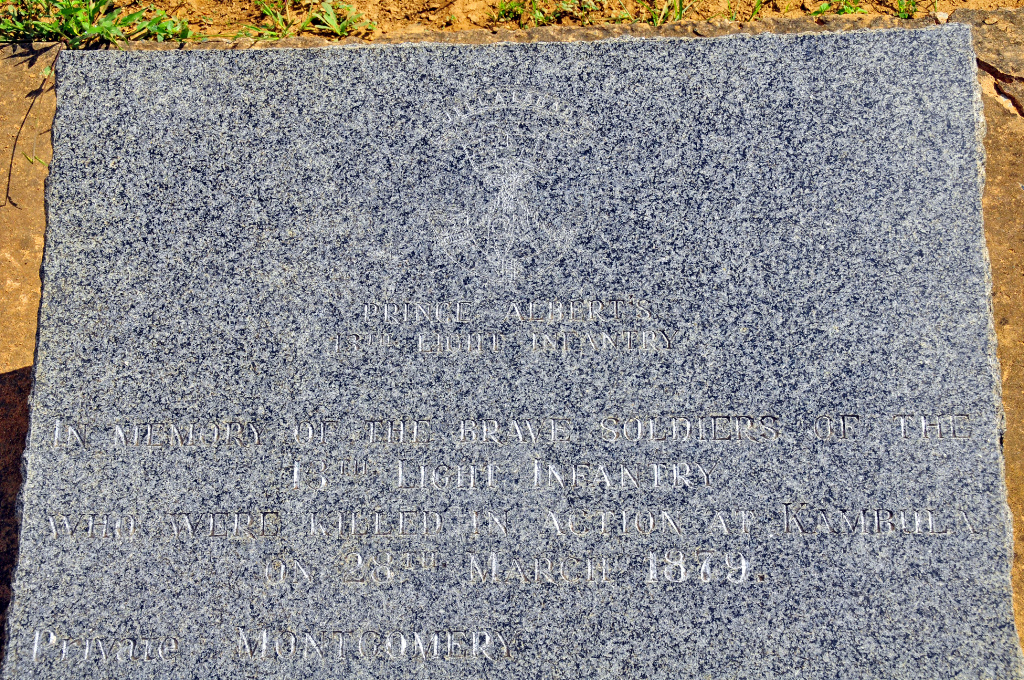 PRINCE ALBERT'S
13TH LIGHT INFANTRY
IN MEMORY OF THE BRAVE SOLDIERS OF THE
13TH LIGHT INFANTRY
WHO WERE KILLED IN ACTION AT KAMBULA
ON 28TH MARCH 1879.
Private MONTGOMERY